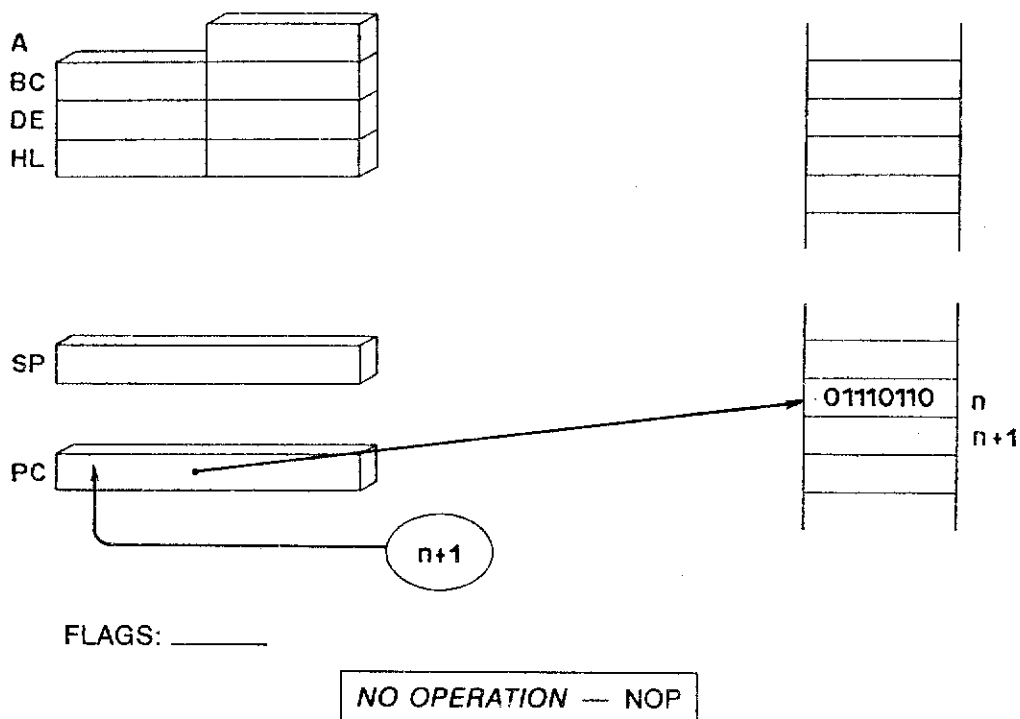 A
BC
DE
HL
SP
01110110 n
n+1
PC
n+1
FLAGS:
NO OPERATION — NOP